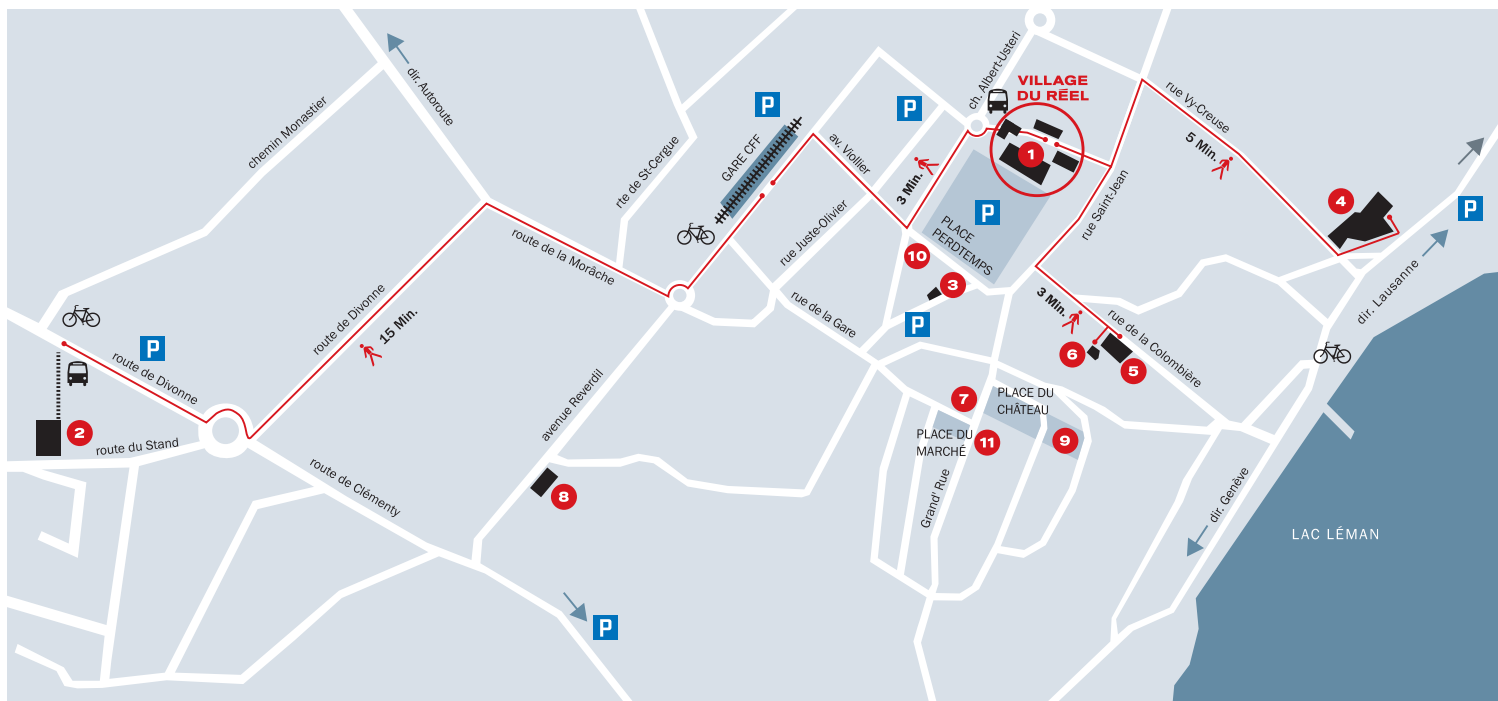 dir. Autoroute
chemin Monastier
rte de St-Cergue
P
GARE CFF
P
ch. Albert-Usteri
VILLAGE
DU RÉEL
1
rue Vy-Creuse
5 Min.
av. Viollier
3 Min.
rue Saint-Jean
4
P
P
PLACE
PERDTEMPS
rue Juste-Olivier
route de la Morâche
10
3
dir. Lausanne
rue de la Gare
P
3 Min.
rue de la Colombière
6
5
route de Divonne
15 Min.
P
route de Divonne
2
route du Stand
avenue Reverdil
7
PLACE DU
CHÂTEAU
PLACE DU
MARCHÉ
11
9
route de Clémenty
8
Grand' Rue
dir. Genève
LAC LÉMAN
P